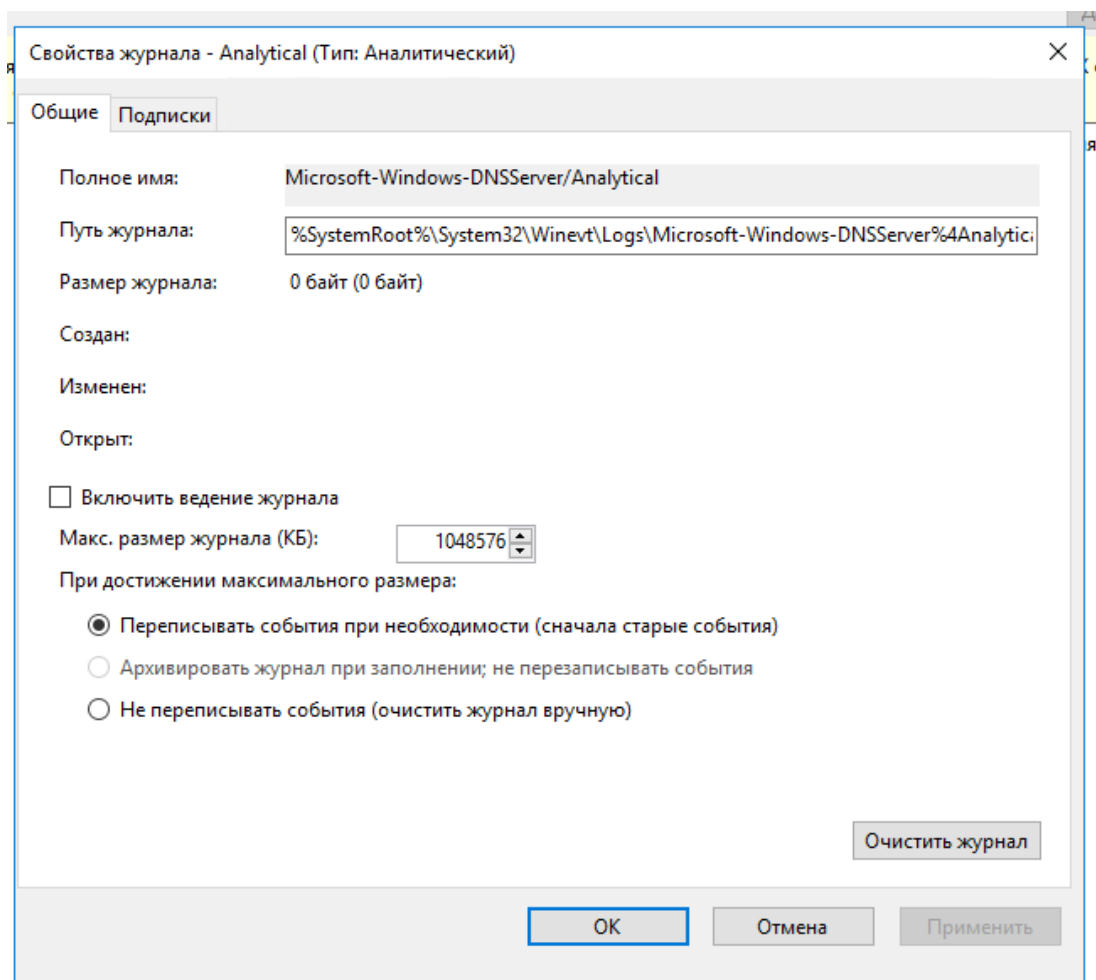 Свойства журнала - Analytical (Тип: Аналитический)
Общие
Подписки
Полное имя:
Microsoft-Windows-DNSServer/Analytical
Путь журнала:
%SystemRoot%\System32\Winevt\Logs\Microsoft-Windows-DNSServer%4Analytica
Размер журнала:
0 байт (0 байт)
Создан:
Изменен:
Открыт:
Включить ведение журнала
Макс. размер журнала (КБ):
1048576
При достижении максимального размера:
Переписывать события при необходимости (сначала старые события)
Архивировать журнал при заполнении; не перезаписывать события
Не переписывать события (очистить журнал вручную)
Очистить журнал
ОК
Отмена
Применить